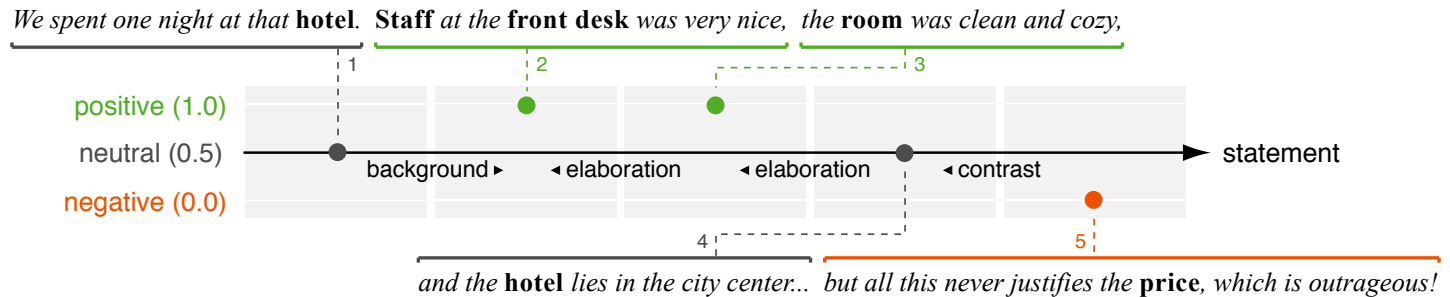 We spent one night at that hotel. Staff at the front desk was very nice, the room was clean and cozy,
1 2 3
positive (1.0)
neutral (0.5)
statement
background ▸ ◂ elaboration ◂ elaboration ◂ contrast
negative (0.0)
4 5
and the hotel lies in the city center... but all this never justifies the price, which is outrageous!